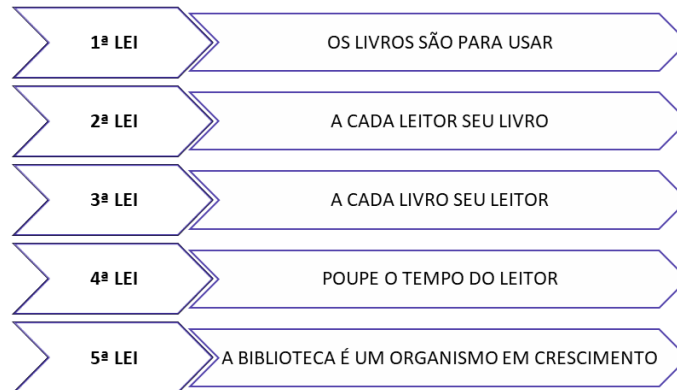 1ª LEI OS LIVROS SÃO PARA USAR
2ª LEI A CADA LEITOR SEU LIVRO
3ª LEI A CADA LIVRO SEU LEITOR
4ª LEI POUPE O TEMPO DO LEITOR
5ª LEI A BIBLIOTECA É UM ORGANISMO EM CRESCIMENTO